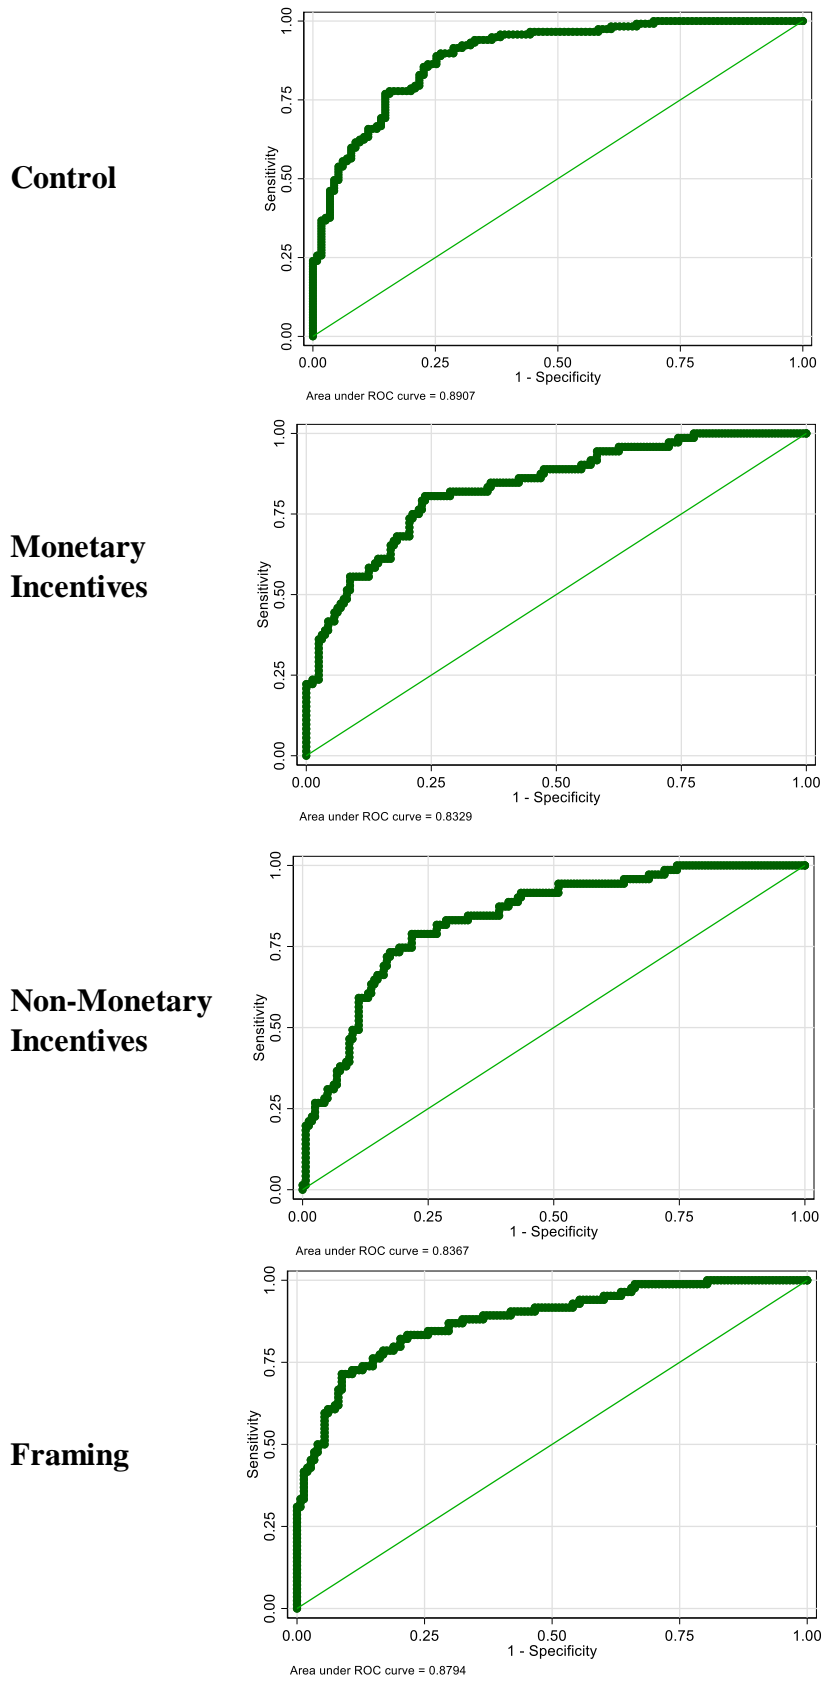 Control
1.00
0.75
0.50
0.25
0.00
Sensitivity
0.00 0.25 0.50 0.75 1.00
1 - Specificity
Area under ROC curve = 0.8907
Monetary
Incentives
1.00
0.75
0.50
0.25
0.00
Sensitivity
0.00 0.25 0.50 0.75 1.00
1 - Specificity
Area under ROC curve = 0.8329
Non-Monetary
Incentives
1.00
0.75
0.50
0.25
0.00
Sensitivity
0.00 0.25 0.50 0.75 1.00
1 - Specificity
Area under ROC curve = 0.8367
Framing
1.00
0.75
0.50
0.25
0.00
Sensitivity
0.00 0.25 0.50 0.75 1.00
1 - Specificity
Area under ROC curve = 0.8794